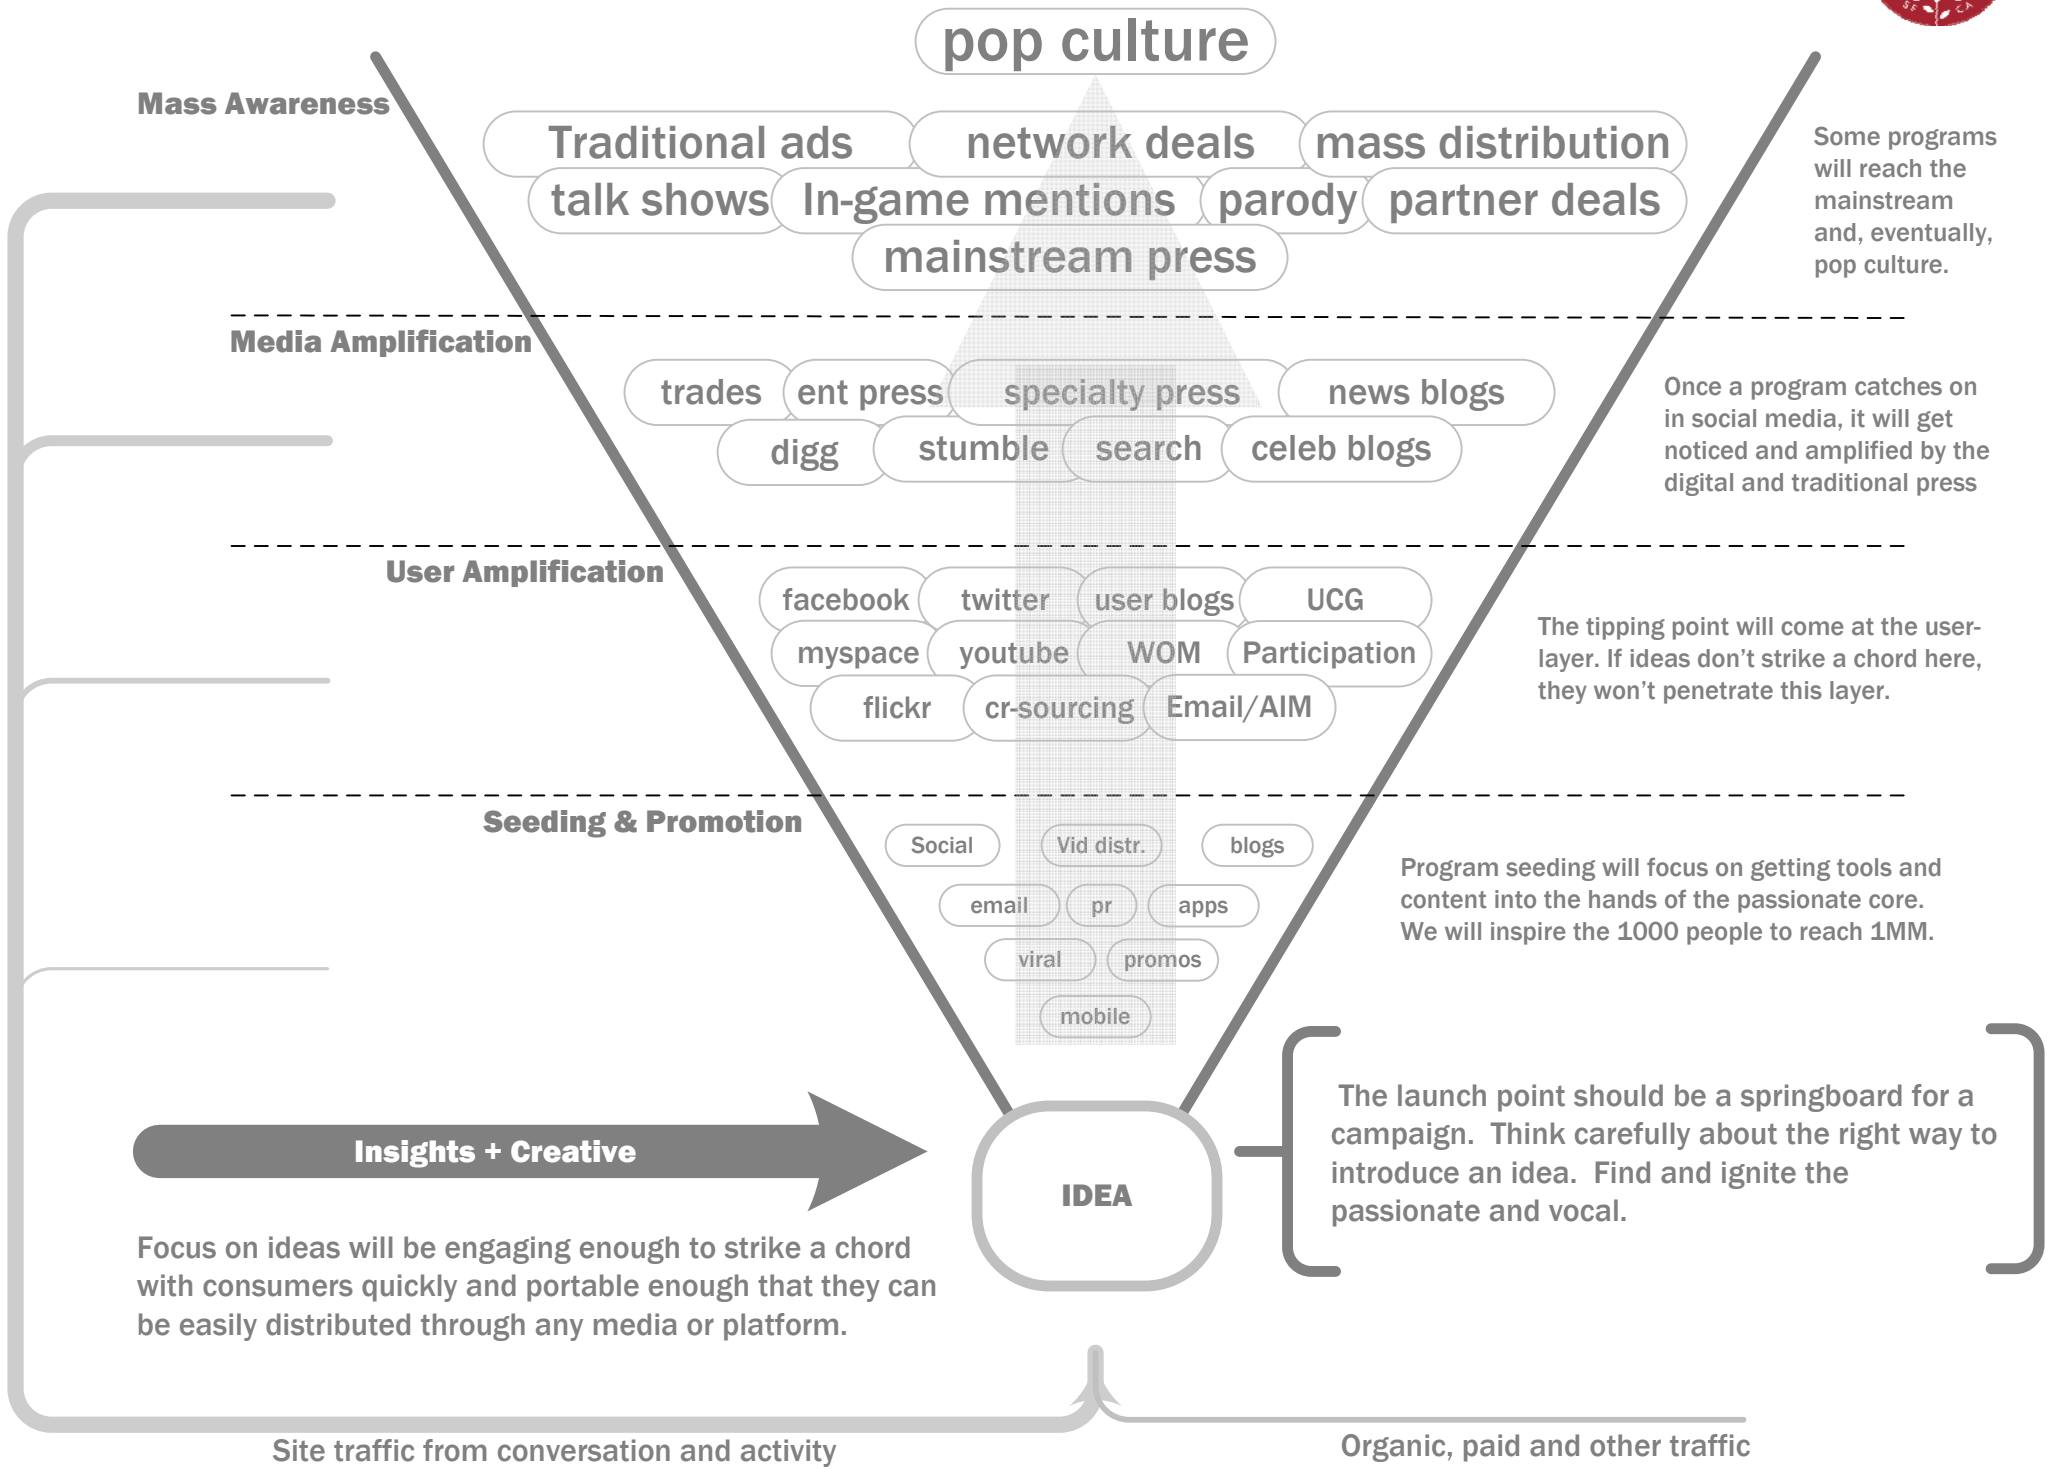 pop culture
SF CA
Mass Awareness
Traditional ads
network deals
mass distribution
talk shows
In-game mentions
parody
partner deals
mainstream press
Some programs
will reach the
mainstream
and, eventually,
pop culture.
Media Amplification
trades
ent press
specialty press
news blogs
digg
stumble
search
celeb blogs
Once a program catches on
in social media, it will get
noticed and amplified by the
digital and traditional press
User Amplification
facebook
twitter
user blogs
UCG
myspace
youtube
WOM
Participation
flickr
cr-sourcing
Email/AIM
The tipping point will come at the user-
layer. If ideas don’t strike a chord here,
they won’t penetrate this layer.
Seeding & Promotion
Social
Vid distr.
blogs
email
pr
apps
viral
promos
mobile
Program seeding will focus on getting tools and
content into the hands of the passionate core.
We will inspire the 1000 people to reach 1MM.
Insights + Creative
IDEA
The launch point should be a springboard for a
campaign. Think carefully about the right way to
introduce an idea. Find and ignite the
passionate and vocal.
Focus on ideas will be engaging enough to strike a chord
with consumers quickly and portable enough that they can
be easily distributed through any media or platform.
Site traffic from conversation and activity
Organic, paid and other traffic